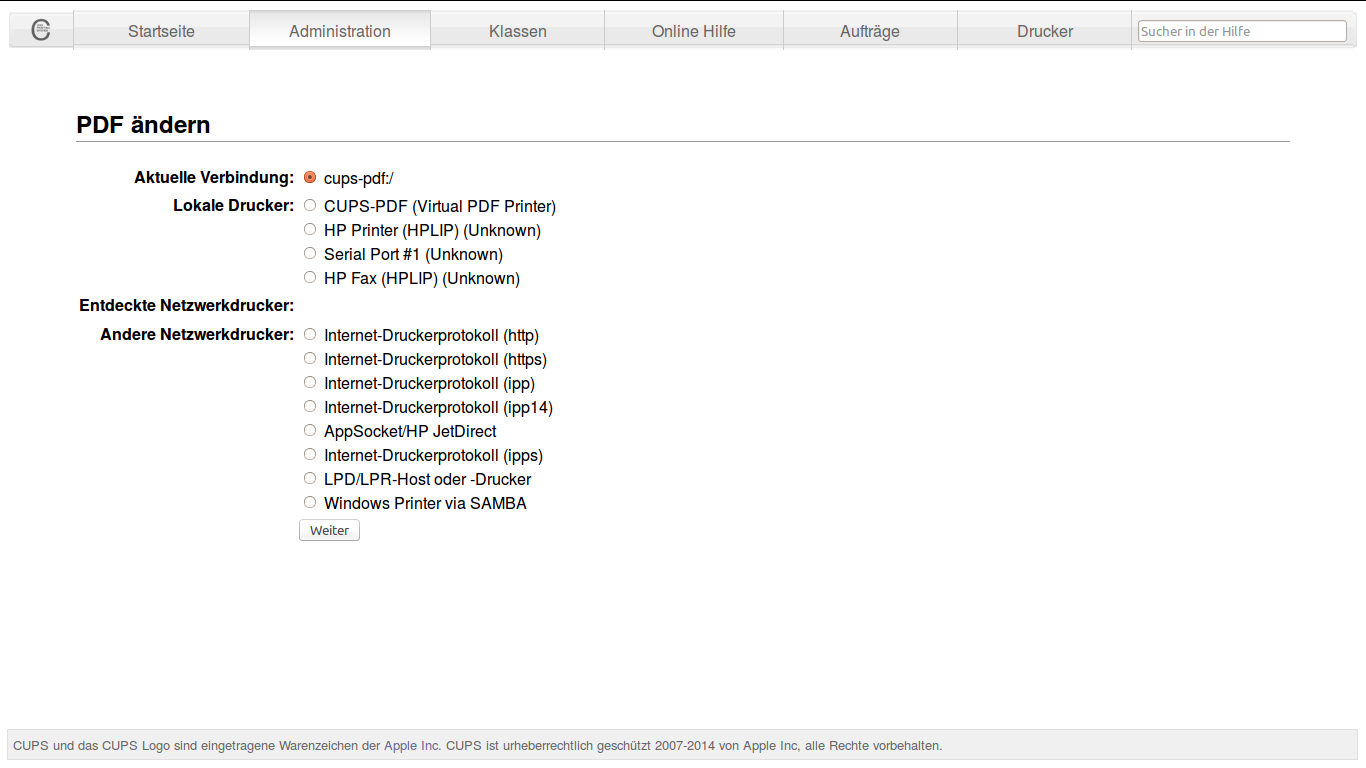 Startseite Administration Klassen Online Hilfe Aufträge Drucker Sucher in der Hilfe
PDF ändern
Aktuelle Verbindung: cups-pdf:/
Lokale Drucker: CUPS-PDF (Virtual PDF Printer)
HP Printer (HPLIP) (Unknown)
Serial Port #1 (Unknown)
HP Fax (HPLIP) (Unknown)
Entdeckte Netzwerkdrucker:
Andere Netzwerkdrucker: Internet-Druckerprotokoll (http)
Internet-Druckerprotokoll (https)
Internet-Druckerprotokoll (ipp)
Internet-Druckerprotokoll (ipp14)
AppSocket/HP JetDirect
Internet-Druckerprotokoll (ipps)
LPD/LPR-Host oder -Drucker
Windows Printer via SAMBA
Weiter
CUPS und das CUPS Logo sind eingetragene Warenzeichen der Apple Inc. CUPS ist urheberrechtlich geschützt 2007-2014 von Apple Inc, alle Rechte vorbehalten.